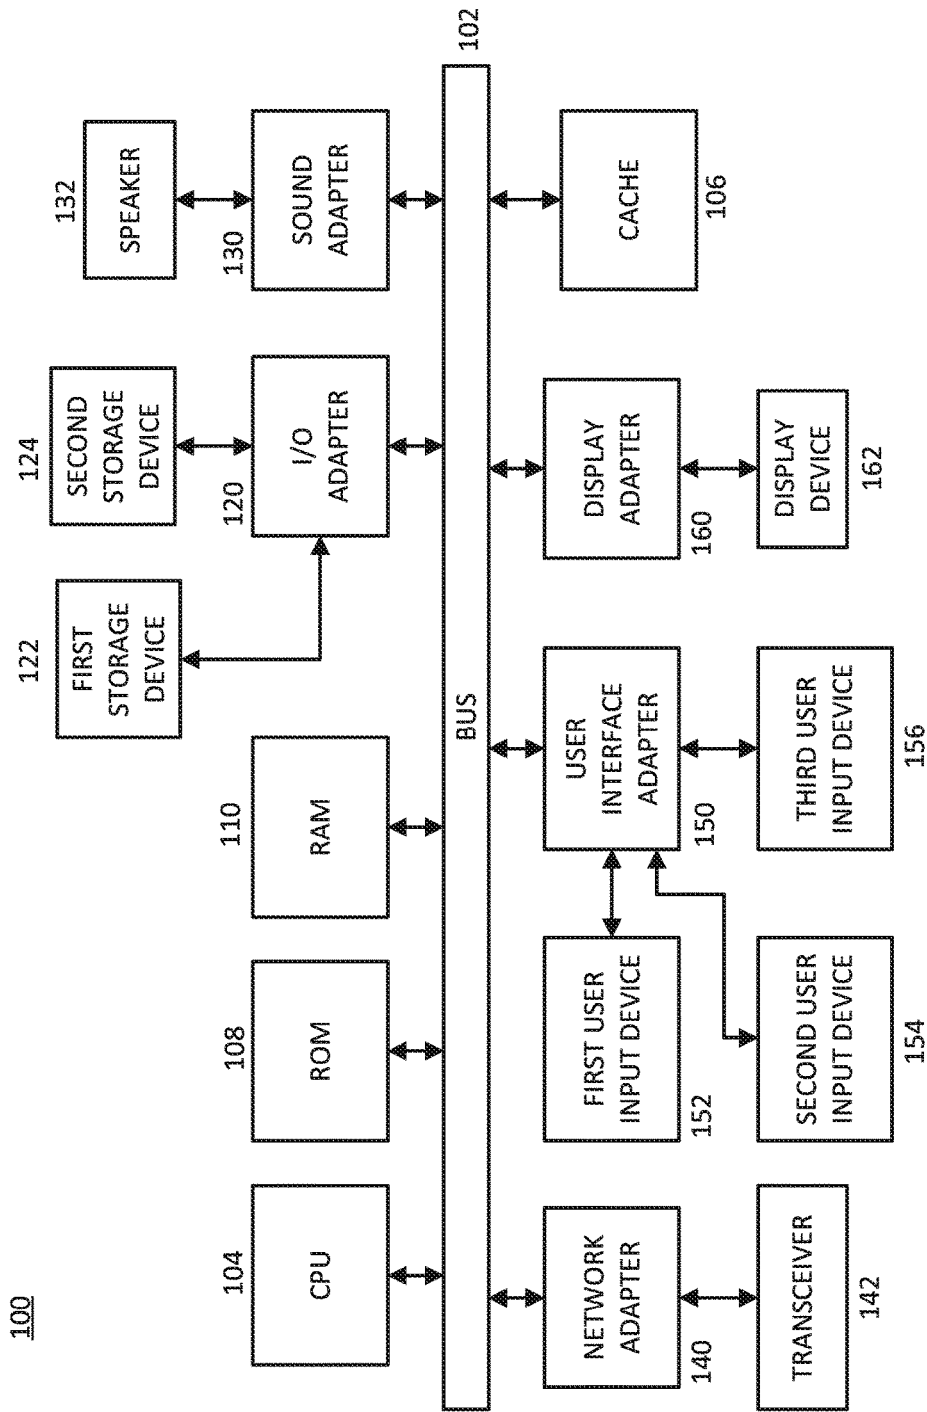 100
122
FIRST
STORAGE
DEVICE
124
SECOND
STORAGE
DEVICE
132
SPEAKER
104
CPU
108
ROM
110
RAM
120
I/O
ADAPTER
130
SOUND
ADAPTER
BUS
102
NETWORK
ADAPTER
140
FIRST USER
INPUT DEVICE
152
USER
INTERFACE
ADAPTER
150
DISPLAY
ADAPTER
160
CACHE
106
TRANSCEIVER
142
SECOND USER
INPUT DEVICE
154
THIRD USER
INPUT DEVICE
156
DISPLAY
DEVICE
162